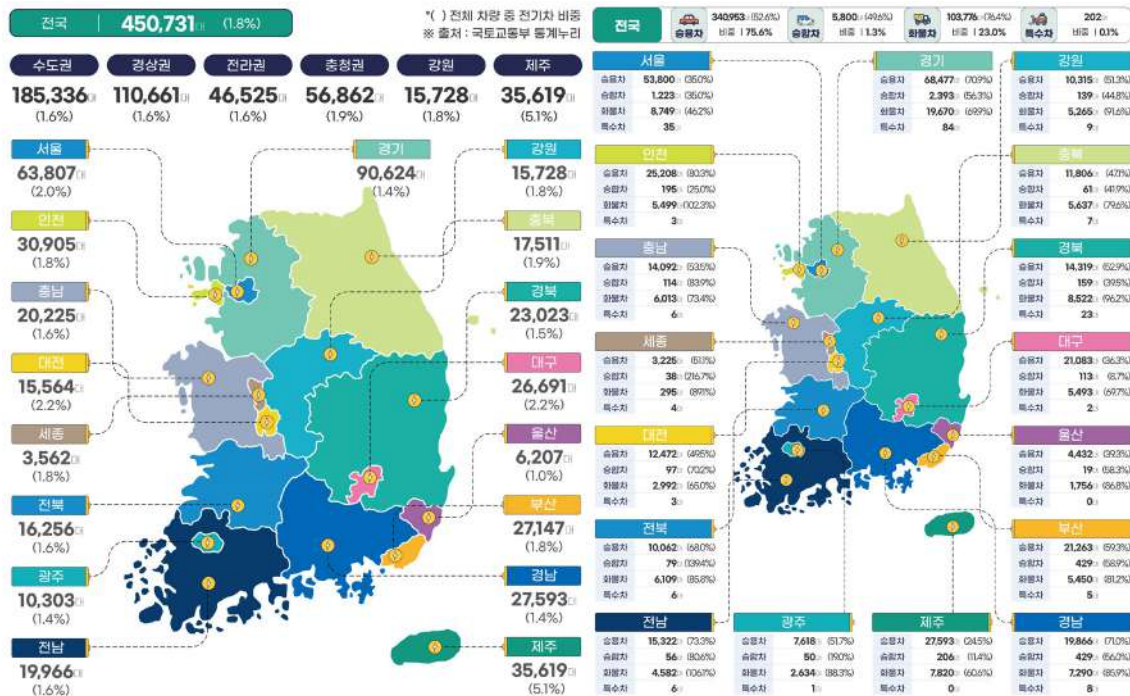 전국 450,731대 (1.8%)
*( ) 전체 차량 중 전기차 비중
※ 출처 : 국토교통부 통계누리
수도권 경상권 전라권 충청권 강원 제주
185,336대 110,661대 46,525대 56,862대 15,728대 35,619대
(1.6%) (1.6%) (1.6%) (1.9%) (1.8%) (5.1%)
서울
63,807대
(2.0%)
인천
30,905대
(1.8%)
충남
20,225대
(1.6%)
대전
15,564대
(2.2%)
세종
3,562대
(1.8%)
전북
16,256대
(1.6%)
광주
10,303대
(1.4%)
전남
19,966대
(1.6%)
경기
90,624대
(1.4%)
강원
15,728대
(1.8%)
충북
17,511대
(1.9%)
경북
23,023대
(1.5%)
대구
26,691대
(2.2%)
울산
6,207대
(1.0%)
부산
27,147대
(1.8%)
경남
27,593대
(1.4%)
제주
35,619대
(5.1%)
전국
승용차 340,953대 (52.6%) 비중 | 75.6%
승합차 5,800대 (49.6%) 비중 | 1.3%
화물차 103,776대 (76.4%) 비중 | 23.0%
특수차 202대 비중 | 0.1%
서울
승용차 53,800대 (35.0%)
승합차 1,223대 (35.0%)
화물차 8,749대 (46.2%)
특수차 35대
경기
승용차 68,477대 (70.9%)
승합차 2,393대 (56.3%)
화물차 19,670대 (69.9%)
특수차 84대
강원
승용차 10,315대 (51.3%)
승합차 139대 (44.8%)
화물차 5,265대 (91.6%)
특수차 9대
인천
승용차 25,208대 (80.3%)
승합차 195대 (25.0%)
화물차 5,499대 (102.3%)
특수차 3대
충북
승용차 11,806대 (47.1%)
승합차 61대 (41.9%)
화물차 5,637대 (79.6%)
특수차 7대
충남
승용차 14,092대 (53.5%)
승합차 114대 (83.9%)
화물차 6,013대 (73.4%)
특수차 6대
경북
승용차 14,319대 (52.9%)
승합차 159대 (39.5%)
화물차 8,522대 (96.2%)
특수차 23대
세종
승용차 3,225대 (51.1%)
승합차 38대 (216.7%)
화물차 295대 (89.1%)
특수차 4대
대구
승용차 21,083대 (36.3%)
승합차 113대 (8.7%)
화물차 5,493대 (69.7%)
특수차 2대
대전
승용차 12,472대 (49.5%)
승합차 97대 (70.2%)
화물차 2,992대 (65.0%)
특수차 3대
울산
승용차 4,432대 (39.3%)
승합차 19대 (58.3%)
화물차 1,756대 (86.8%)
특수차 0대
전북
승용차 10,062대 (68.0%)
승합차 79대 (139.4%)
화물차 6,109대 (85.8%)
특수차 6대
부산
승용차 21,263대 (59.3%)
승합차 429대 (58.9%)
화물차 5,450대 (81.2%)
특수차 5대
전남
승용차 15,322대 (73.3%)
승합차 56대 (80.6%)
화물차 4,582대 (106.1%)
특수차 6대
광주
승용차 7,618대 (51.7%)
승합차 50대 (19.0%)
화물차 2,634대 (88.3%)
특수차 1대
제주
승용차 27,593대 (24.5%)
승합차 206대 (11.4%)
화물차 7,820대 (60.6%)
특수차 0대
경남
승용차 19,866대 (71.0%)
승합차 429대 (56.0%)
화물차 7,290대 (85.9%)
특수차 8대